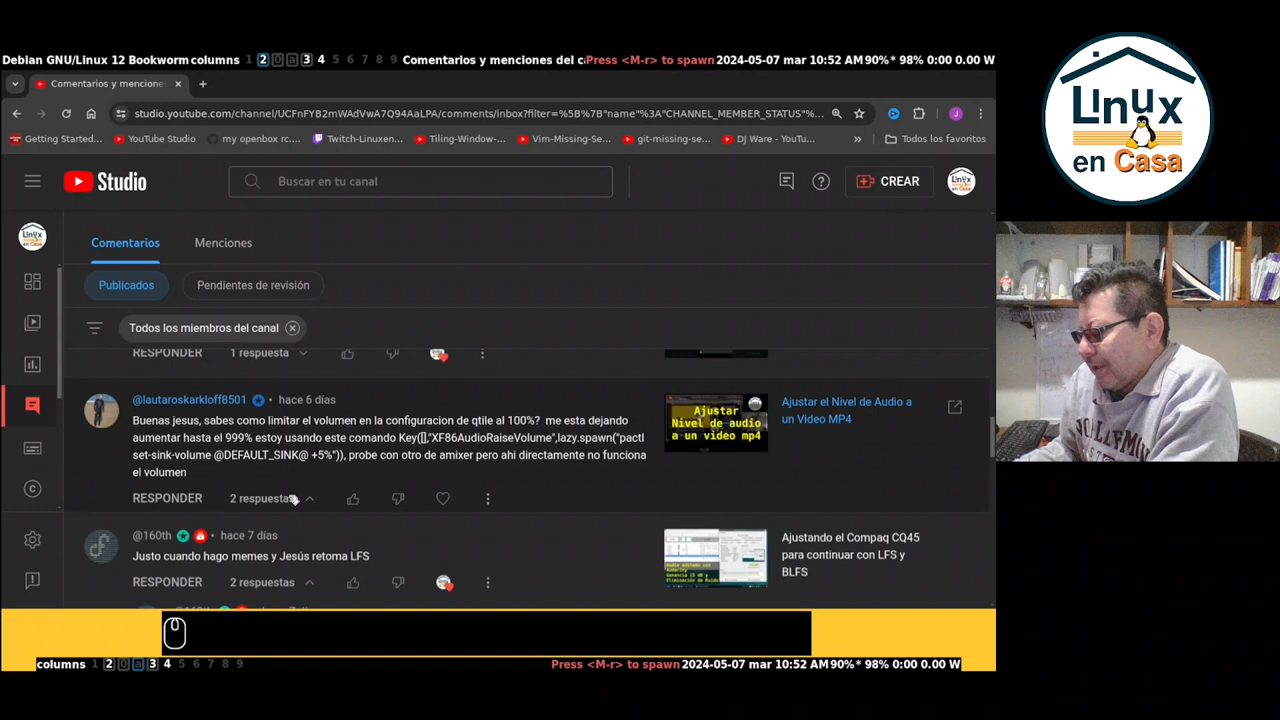 Debian GNU/Linux 12 Bookworm columns 1 2 3 4 5 6 7 8 9 Comentarios y menciones del c Press <M-r> to spawn 2024-05-07 mar 10:52 AM 90%* 98% 0:00 0.00 W
Comentarios y mencione
studio.youtube.com/channel/UCFnFYB2mWAdVwA7Q94AaLPA/comments/inbox?filter=%5B%7B"name"%3A"CHANNEL_MEMBER_STATUS"%...
Getting Started... YouTube Studio my openbox rc.... Twitch-Linuxen... Tiling-Window-... Vim-Missing-Se... git-missing-se... DJ Ware - YouTu... Todos los favoritos
Studio
Buscar en tu canal
CREAR
Comentarios
Menciones
Publicados
Pendientes de revisión
Todos los miembros del canal
RESPONDER 1 respuesta
@lautaroskarkloff8501 • hace 6 días
Buenas jesus, sabes como limitar el volumen en la configuracion de qtile al 100%? me esta dejando
aumentar hasta el 999% estoy usando este comando Key([],"XF86AudioRaiseVolume",lazy.spawn("pactl
set-sink-volume @DEFAULT_SINK@ +5%")), probe con otro de amixer pero ahi directamente no funciona
el volumen
RESPONDER 2 respuestas
Ajustar
Nivel de audio
a un video mp4
Ajustar el Nivel de Audio a
un Video MP4
@160th • hace 7 días
Justo cuando hago memes y Jesús retoma LFS
RESPONDER 2 respuestas
Ajustando el Compaq CQ45
para continuar con LFS y
BLFS
columns 1 2 3 4 5 6 7 8 9 Press <M-r> to spawn 2024-05-07 mar 10:52 AM 90%* 98% 0:00 0.00 W
Linux
en Casa